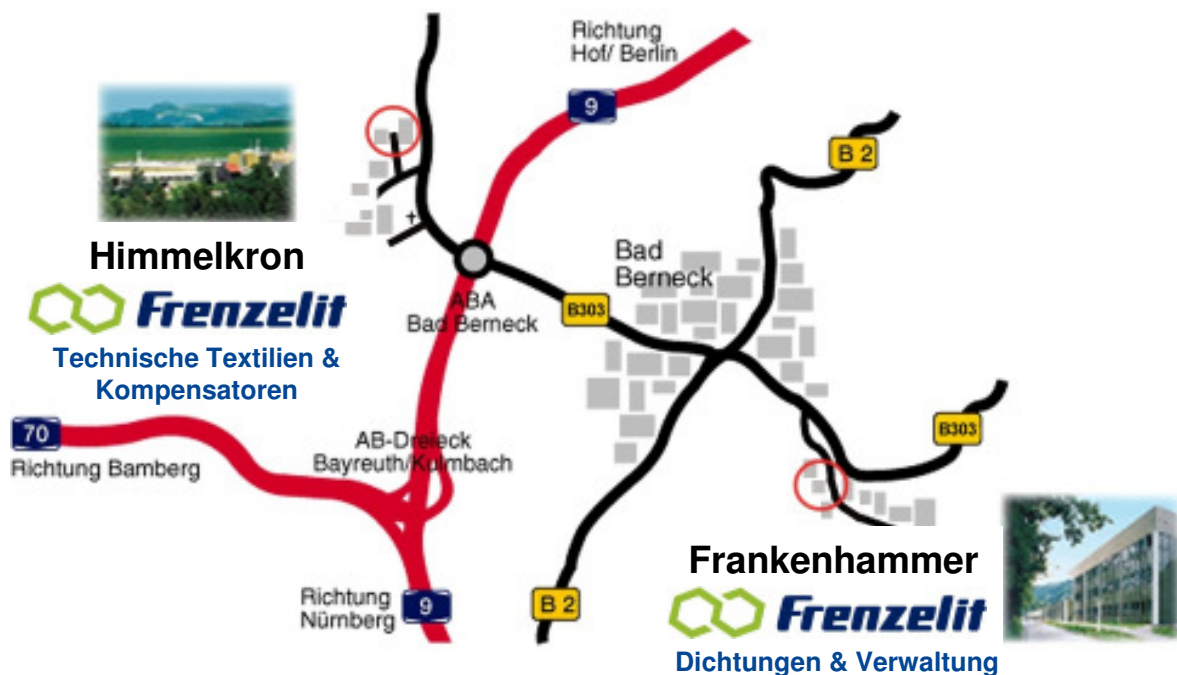 Richtung
Hof/ Berlin
9
B 2
Himmelkron
Frenzelit
Technische Textilien &
Kompensatoren
Bad
Berneck
B303
ABA
Bad Berneck
70
Richtung Bamberg
AB-Dreieck
Bayreuth/Kulmbach
B303
Richtung
Nürnberg
9
B 2
Frankenhammer
Frenzelit
Dichtungen & Verwaltung